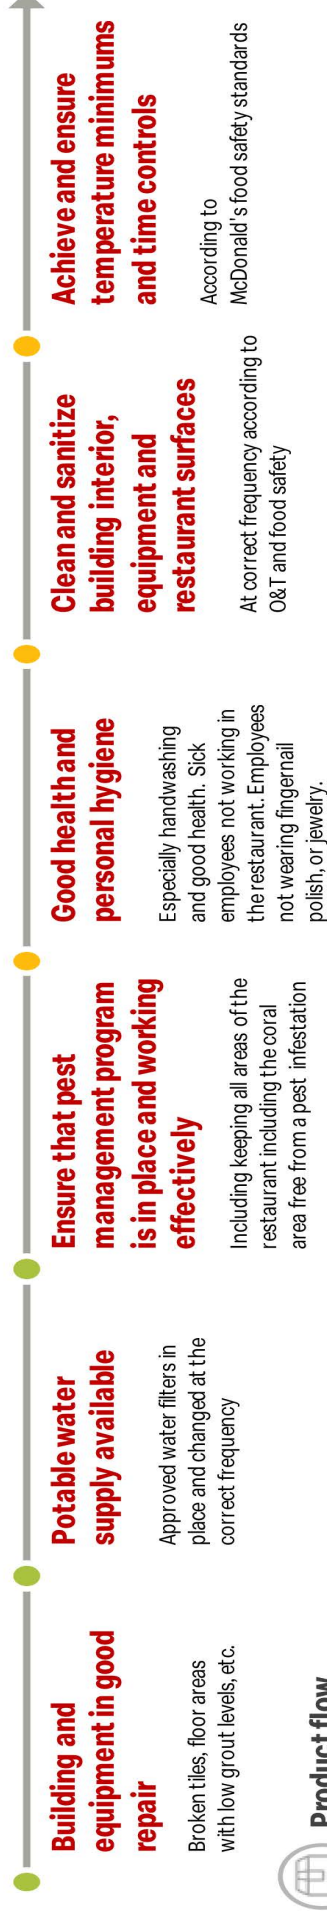 Building and
equipment in good
repair
Broken tiles, floor areas
with low grout levels, etc.
Potable water
supply available
Approved water filters in
place and changed at the
correct frequency
Ensure that pest
management program
is in place and working
effectively
Including keeping all areas of the
restaurant including the coral
area free from a pest infestation
Good health and
personal hygiene
Especially handwashing
and good health. Sick
employees not working in
the restaurant. Employees
not wearing fingernail
polish, or jewelry.
Clean and sanitize
building interior,
equipment and
restaurant surfaces
At correct frequency according to
O&T and food safety
Achieve and ensure
temperature minimums
and time controls
According to
McDonald's food safety standards
Product flow